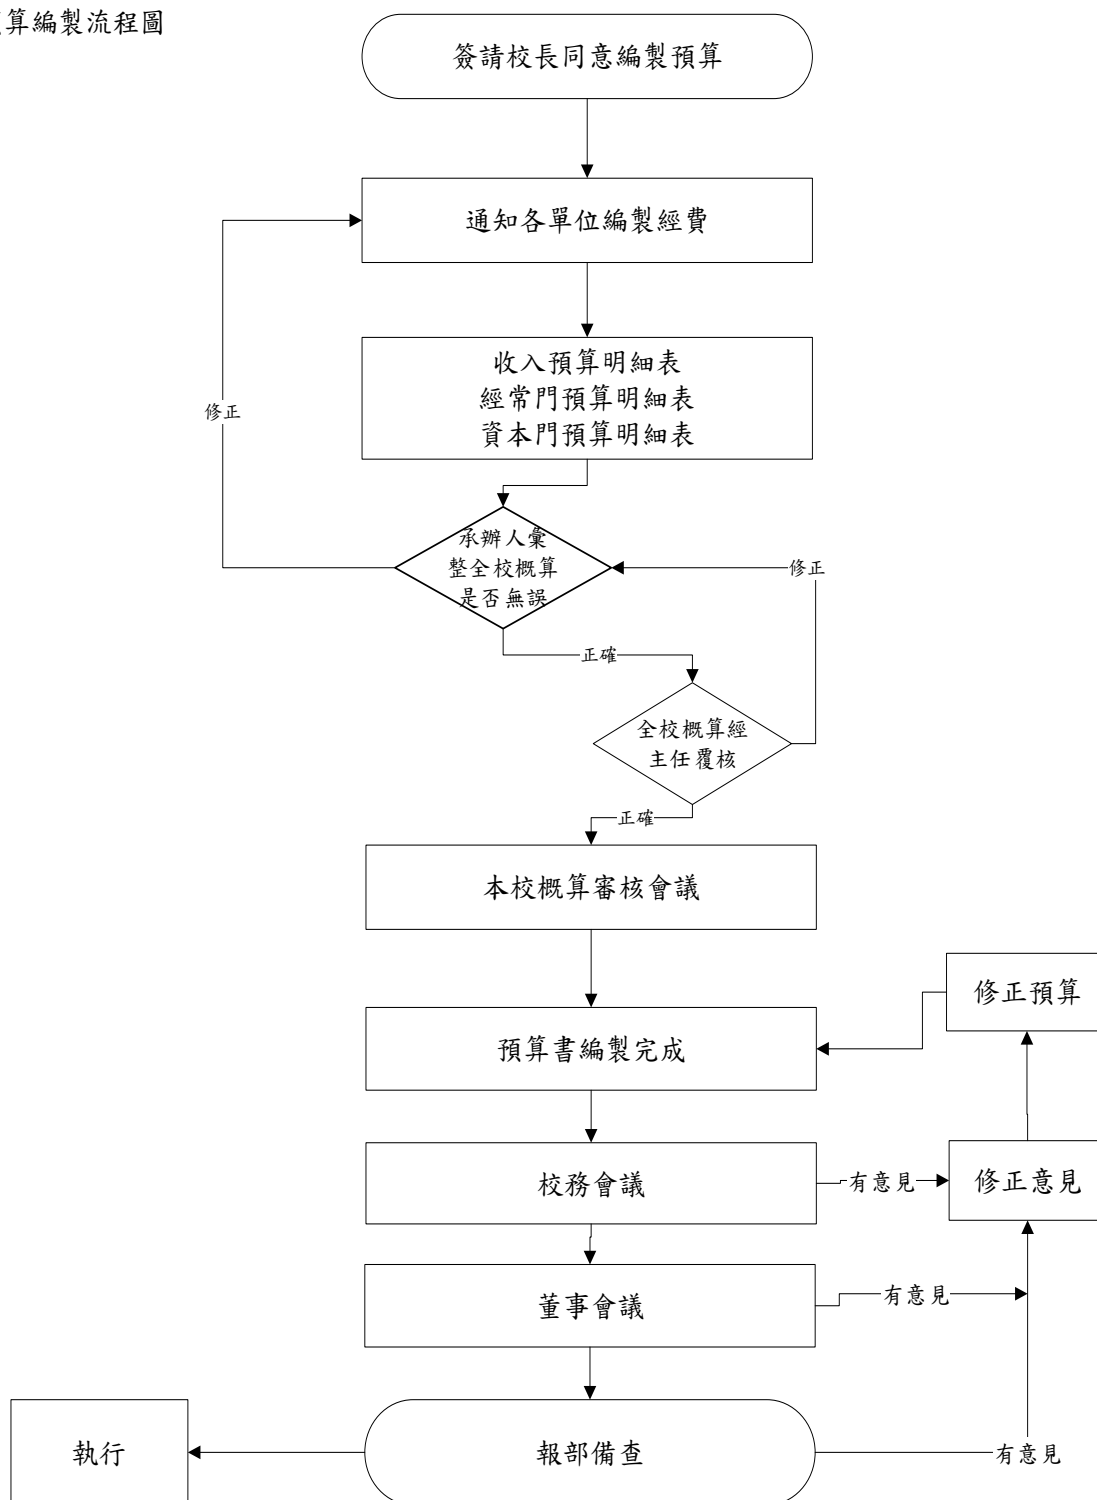 算編製流程圖
簽請校長同意編製預算
通知各單位編製經費
收入預算明細表
經常門預算明細表
資本門預算明細表
修正
承辦人彙
整全校概算
是否無誤
修正
正確
全校概算經
主任覆核
正確
本校概算審核會議
修正預算
預算書編製完成
校務會議
有意見
修正意見
董事會議
有意見
執行
報部備查
有意見